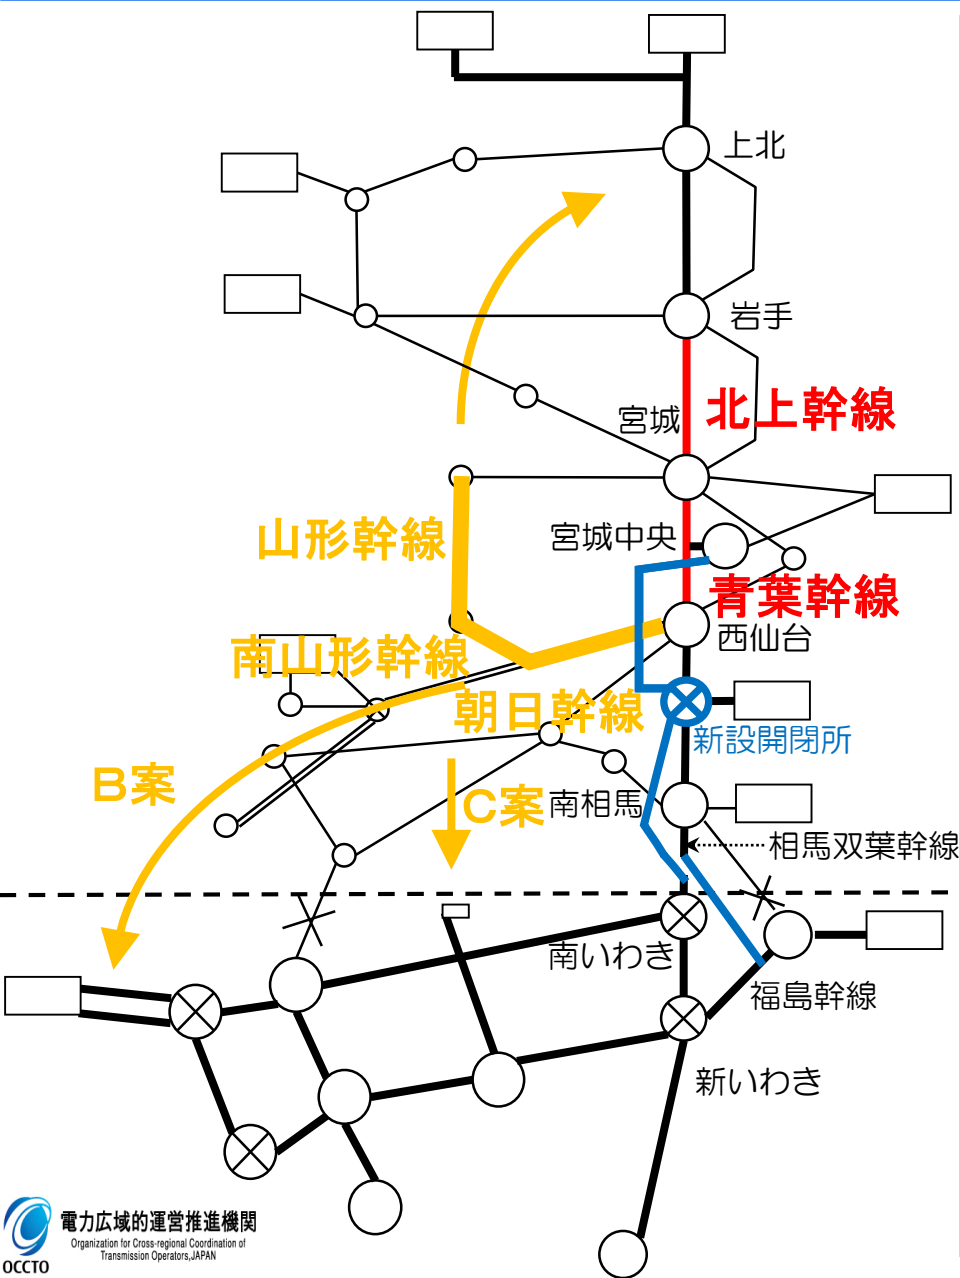 上北
岩手
宮城
北上幹線
山形幹線
宮城中央
青葉幹線
西仙台
南山形幹線
朝日幹線
新設開閉所
B案
C案
南相馬
相馬双葉幹線
南いわき
福島幹線
新いわき
電力広域的運営推進機関
Organization for Cross-regional Coordination of
Transmission Operators,JAPAN
OCCTO